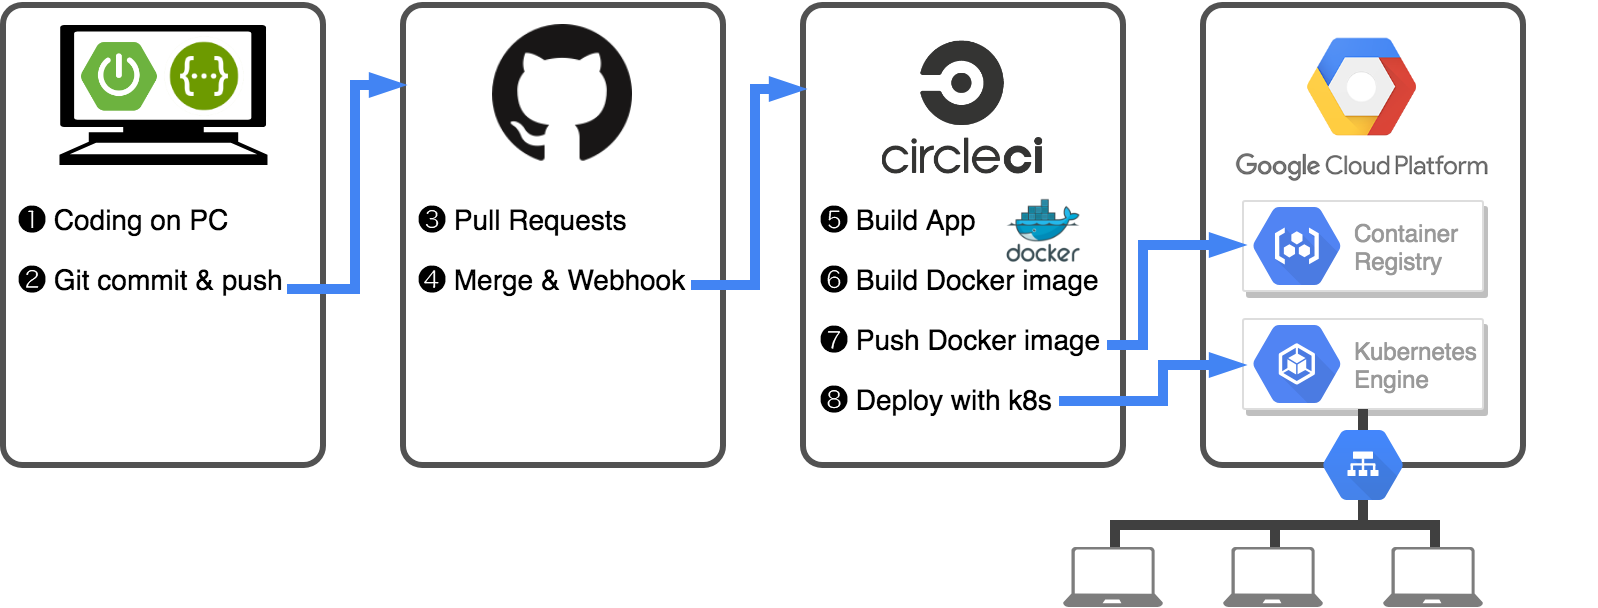 ❶ Coding on PC
❷ Git commit & push
❸ Pull Requests
❹ Merge & Webhook
circleci
❺ Build App
docker
❻ Build Docker image
❼ Push Docker image
❽ Deploy with k8s
Google Cloud Platform
Container
Registry
Kubernetes
Engine